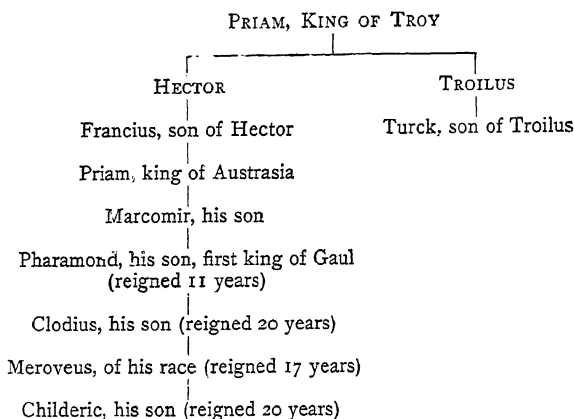 PRIAM, KING OF TROY
HECTOR TROILUS
Francius, son of Hector Turck, son of Troilus
Priam, king of Austrasia
Marcomir, his son
Pharamond, his son, first king of Gaul
(reigned 11 years)
Clodius, his son (reigned 20 years)
Meroveus, of his race (reigned 17 years)
Childeric, his son (reigned 20 years)